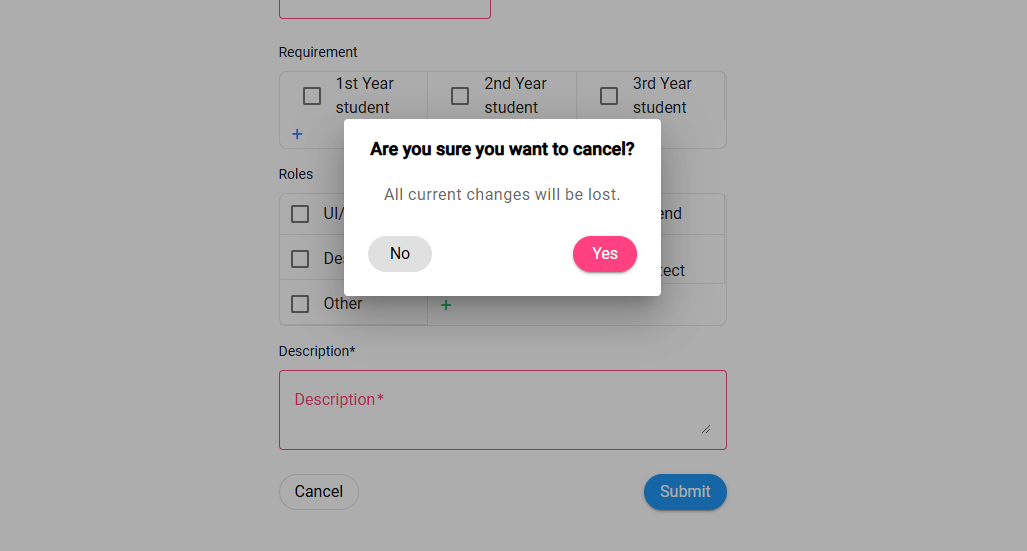 Requirement
1st Year student
2nd Year student
3rd Year student
+
Are you sure you want to cancel?
All current changes will be lost.
No
Yes
Roles
UI/
end
De
tect
Other
+
Description*
Description*
Cancel
Submit